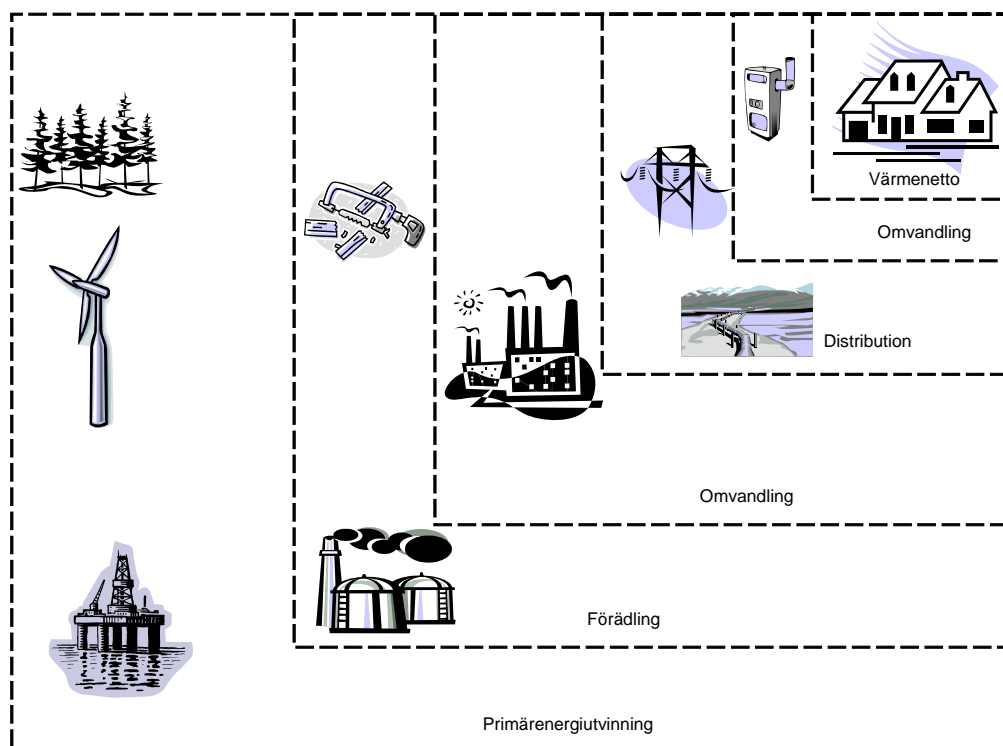 Värmenetto
Omvandling
Distribution
Omvandling
Förädling
Primärenergiutvinning